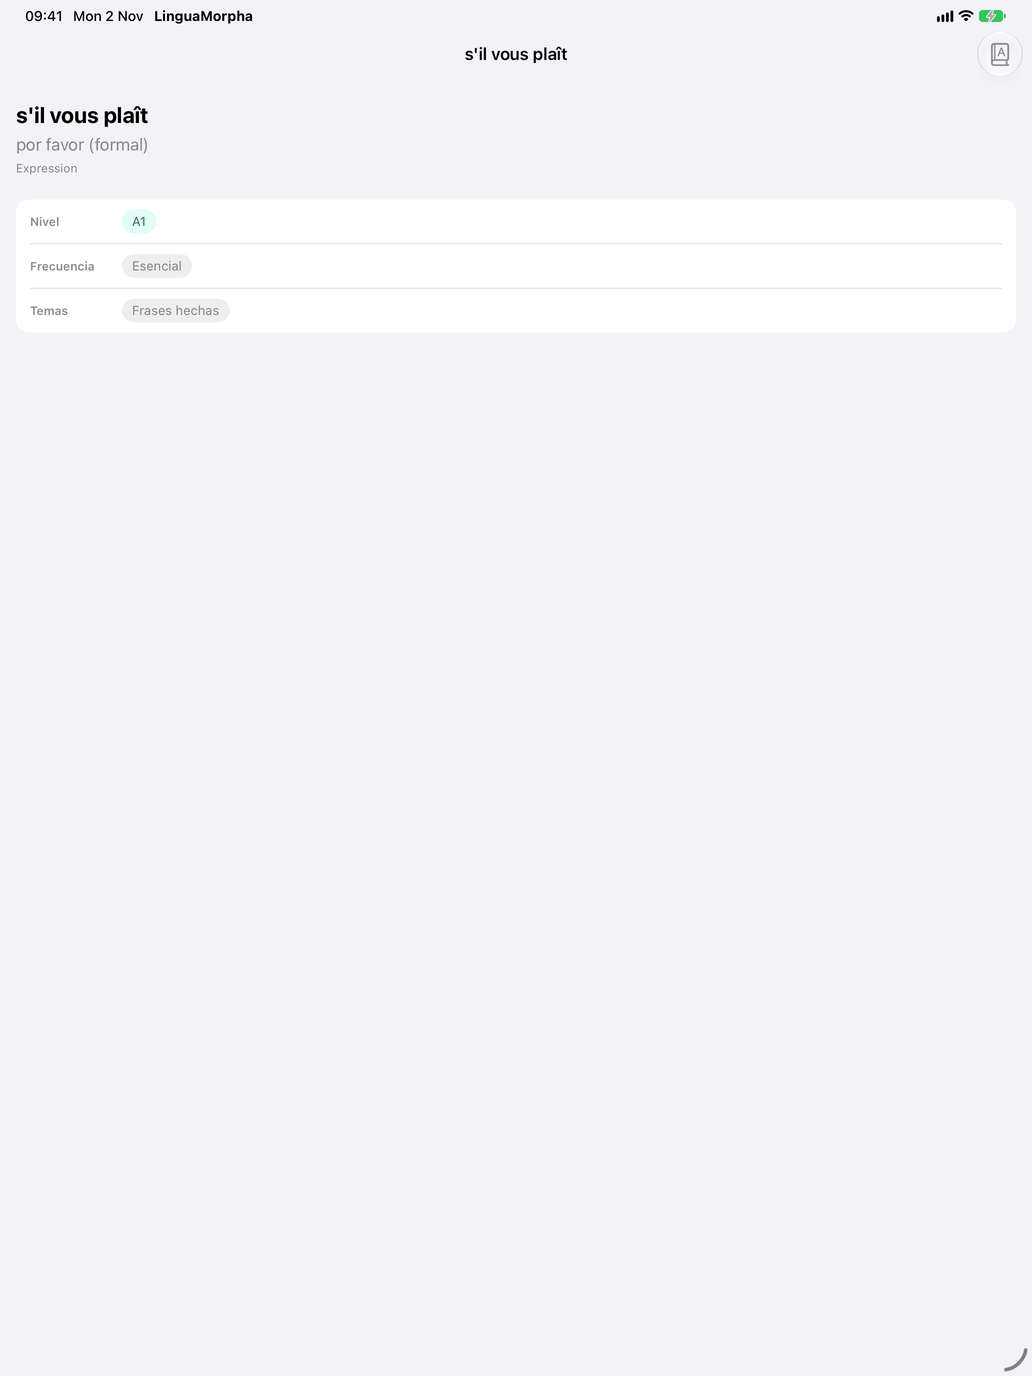 09:41 Mon 2 Nov LinguaMorpha
s'il vous plaît
A
s'il vous plaît
por favor (formal)
Expression
Nivel A1
Frecuencia Esencial
Temas Frases hechas